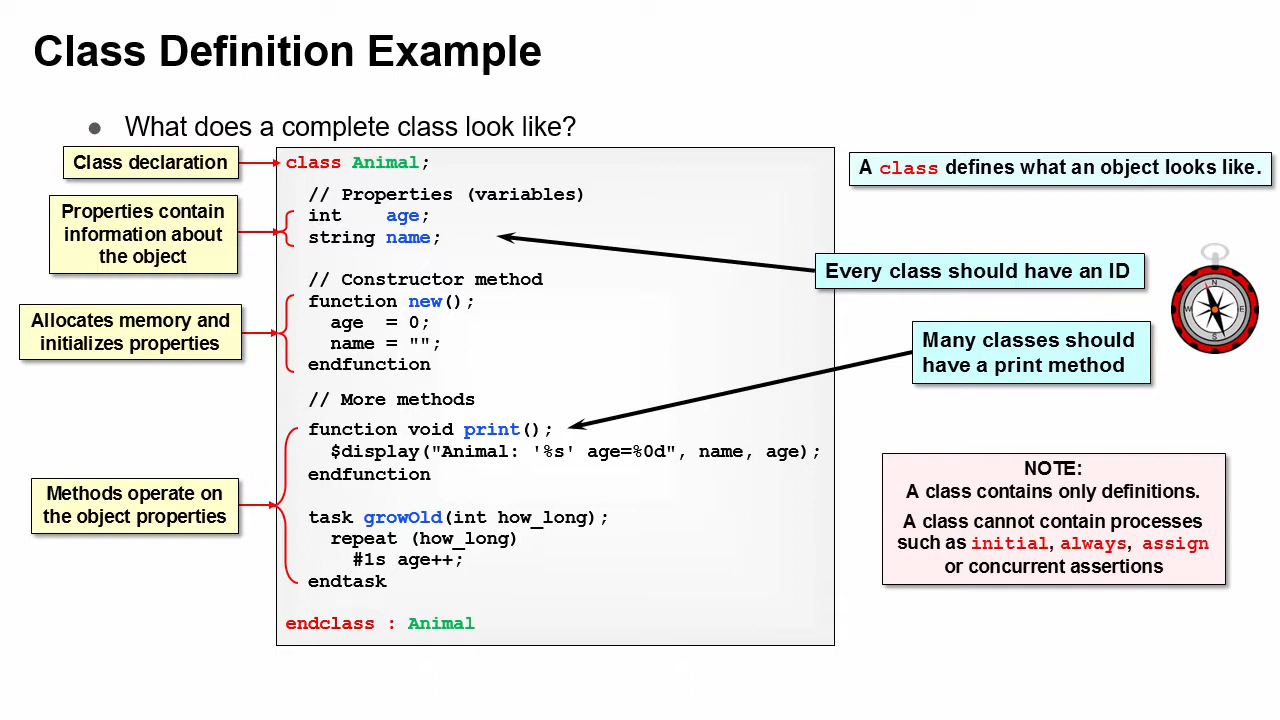 Class Definition Example
● What does a complete class look like?
Class declaration
Properties contain
information about
the object
Allocates memory and
initializes properties
Methods operate on
the object properties
class Animal;
// Properties (variables)
int    age;
string name;
// Constructor method
function new();
age  = 0;
name = "";
endfunction
// More methods
function void print();
$display("Animal: '%s' age=%0d", name, age);
endfunction
task growOld(int how_long);
repeat (how_long)
#1s age++;
endtask
endclass : Animal
A class defines what an object looks like.
Every class should have an ID
N
W
E
S
Many classes should
have a print method
NOTE:
A class contains only definitions.
A class cannot contain processes
such as initial, always, assign
or concurrent assertions